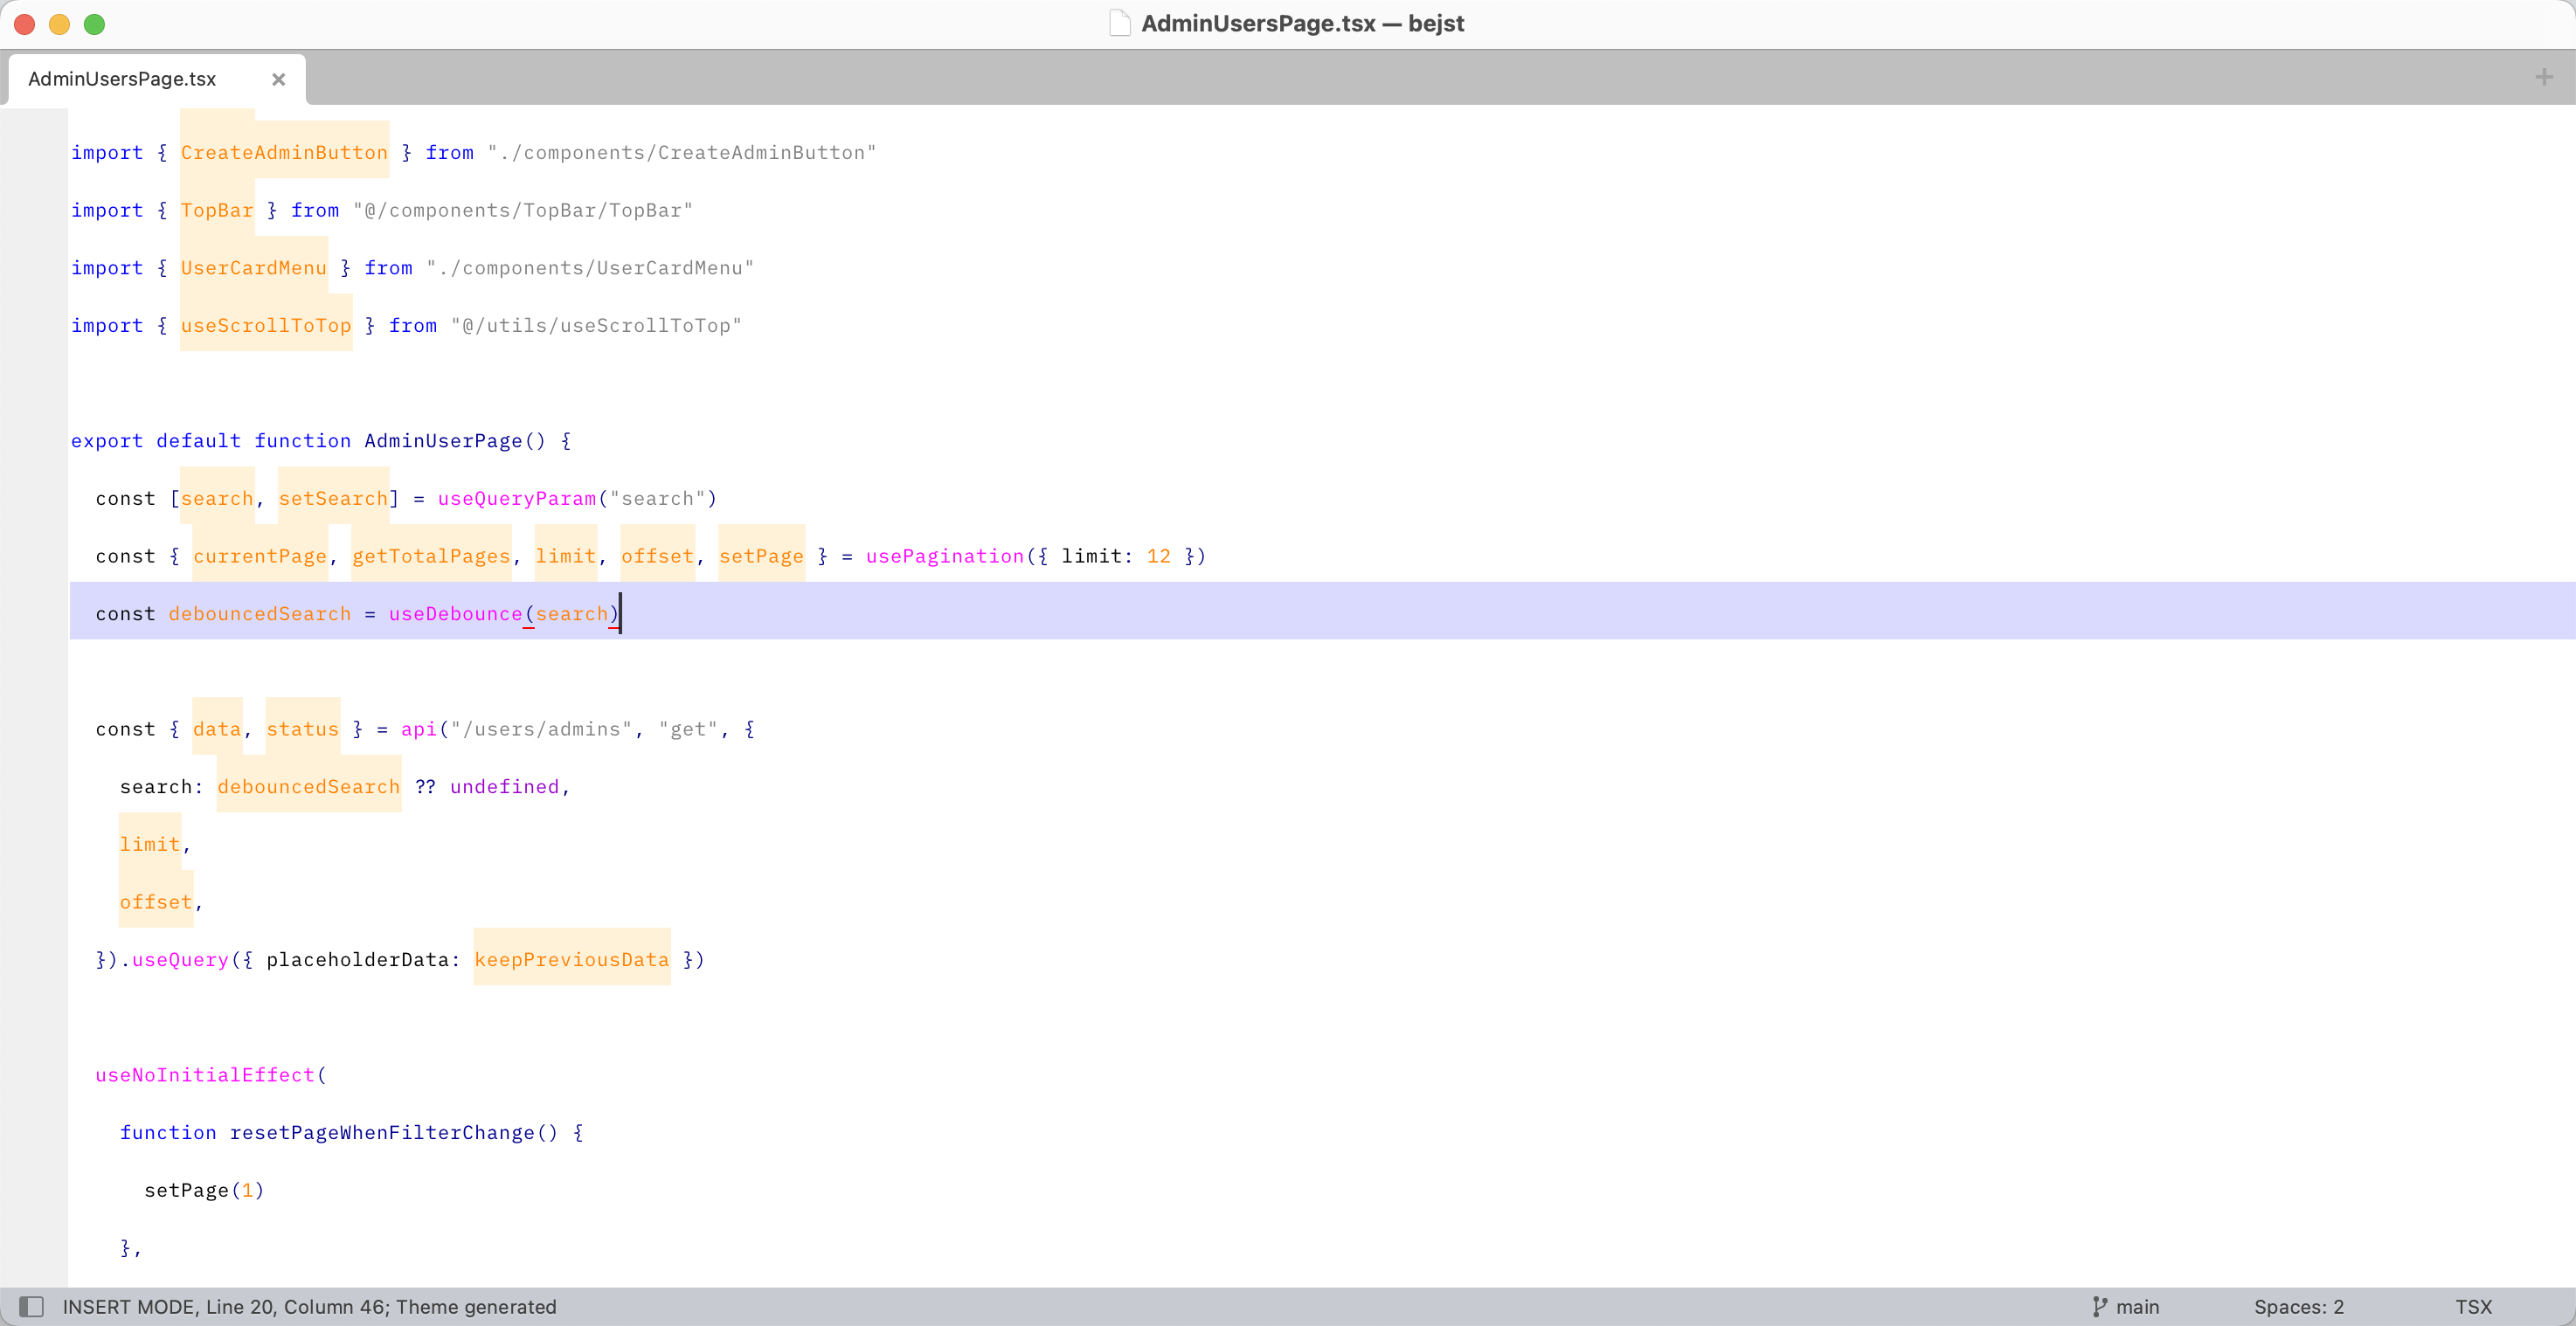 AdminUsersPage.tsx — bejst
AdminUsersPage.tsx
import { CreateAdminButton } from "./components/CreateAdminButton"
import { TopBar } from "@/components/TopBar/TopBar"
import { UserCardMenu } from "./components/UserCardMenu"
import { useScrollToTop } from "@/utils/useScrollToTop"
export default function AdminUserPage() {
  const [search, setSearch] = useQueryParam("search")
  const { currentPage, getTotalPages, limit, offset, setPage } = usePagination({ limit: 12 })
  const debouncedSearch = useDebounce(search)
  const { data, status } = api("/users/admins", "get", {
    search: debouncedSearch ?? undefined,
    limit,
    offset,
  }).useQuery({ placeholderData: keepPreviousData })
  useNoInitialEffect(
    function resetPageWhenFilterChange() {
      setPage(1)
    },
INSERT MODE, Line 20, Column 46; Theme generated
main
Spaces: 2
TSX